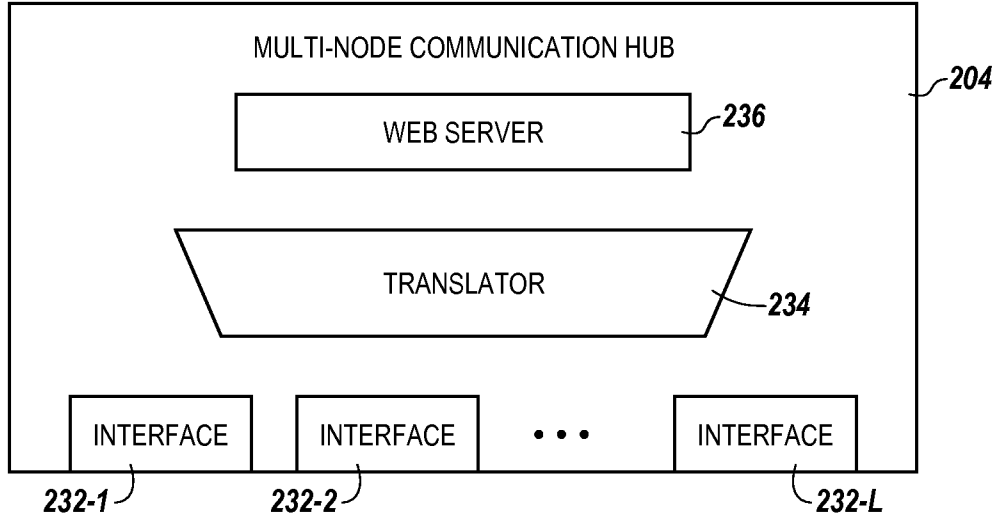 MULTI-NODE COMMUNICATION HUB
204
WEB SERVER
236
TRANSLATOR
234
INTERFACE
INTERFACE
• • •
INTERFACE
232-1
232-2
232-L